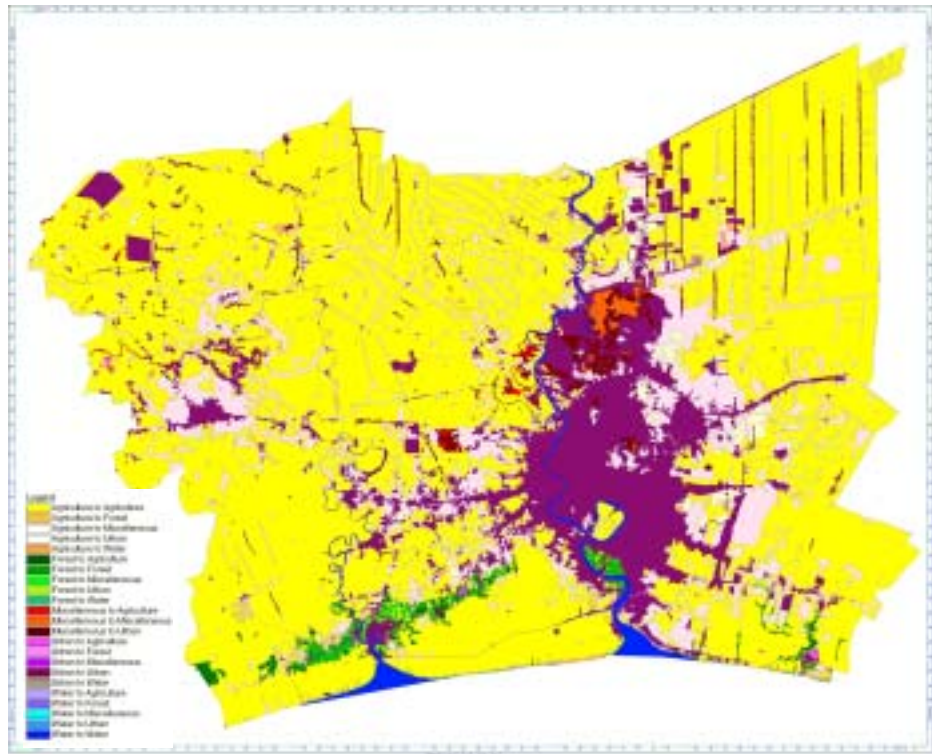 Legend
Agriculture to Agriculture
Agriculture to Forest
Agriculture to Miscellaneous
Agriculture to Urban
Agriculture to Water
Forest to Agriculture
Forest to Forest
Forest to Miscellaneous
Forest to Urban
Forest to Water
Miscellaneous to Agriculture
Miscellaneous to Miscellaneous
Miscellaneous to Urban
Urban to Agriculture
Urban to Forest
Urban to Miscellaneous
Urban to Urban
Urban to Water
Water to Agriculture
Water to Forest
Water to Miscellaneous
Water to Urban
Water to Water